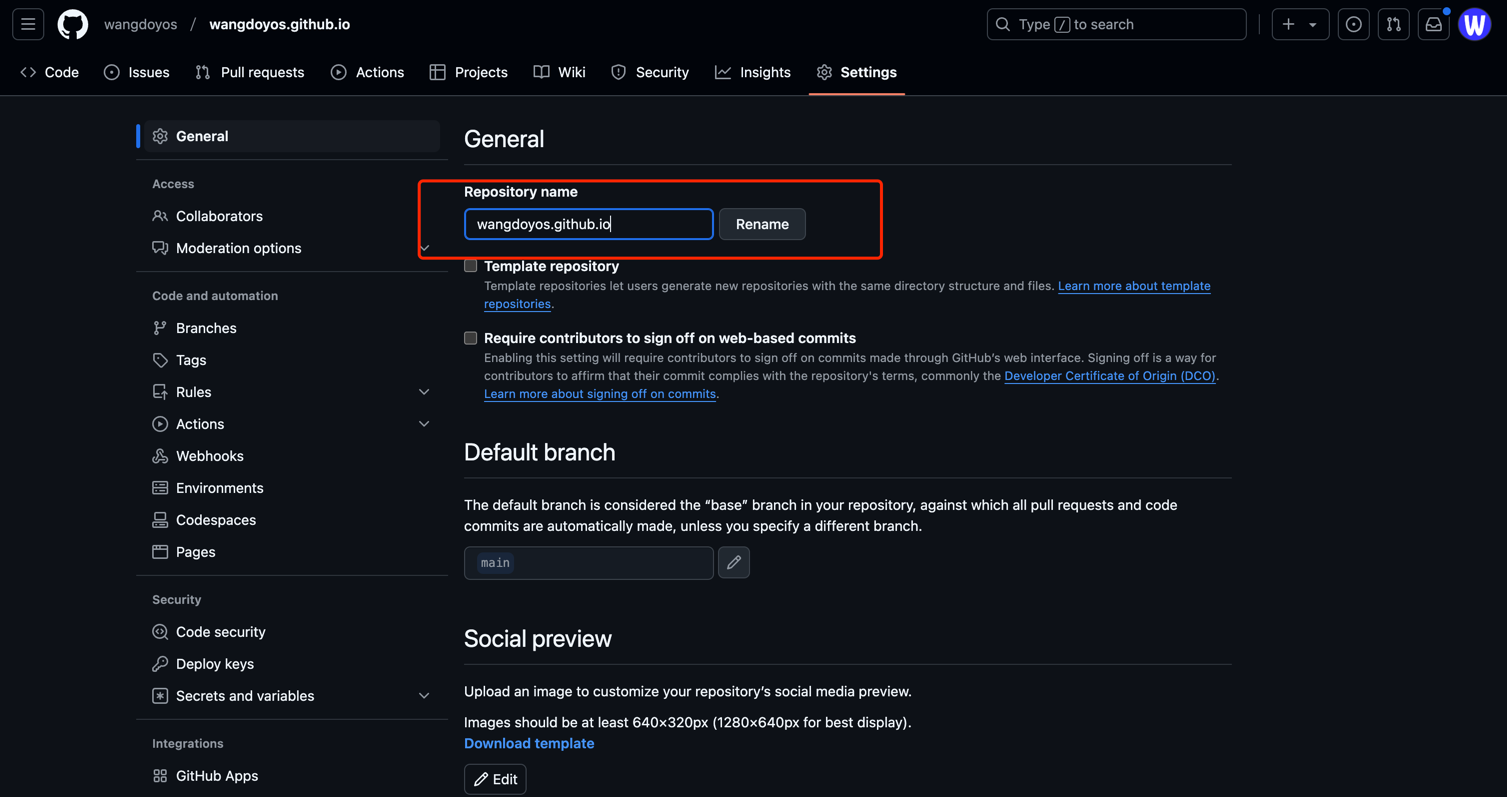 wangdoyos / wangdoyos.github.io
Type / to search
W
Code Issues Pull requests Actions Projects Wiki Security Insights Settings
General
Access
Collaborators
Moderation options
Code and automation
Branches
Tags
Rules
Actions
Webhooks
Environments
Codespaces
Pages
Security
Code security
Deploy keys
Secrets and variables
Integrations
GitHub Apps
General
Repository name
wangdoyos.github.io Rename
Template repository
Template repositories let users generate new repositories with the same directory structure and files. Learn more about template
repositories.
Require contributors to sign off on web-based commits
Enabling this setting will require contributors to sign off on commits made through GitHub’s web interface. Signing off is a way for
contributors to affirm that their commit complies with the repository's terms, commonly the Developer Certificate of Origin (DCO).
Learn more about signing off on commits.
Default branch
The default branch is considered the “base” branch in your repository, against which all pull requests and code
commits are automatically made, unless you specify a different branch.
main
Social preview
Upload an image to customize your repository’s social media preview.
Images should be at least 640×320px (1280×640px for best display).
Download template
Edit